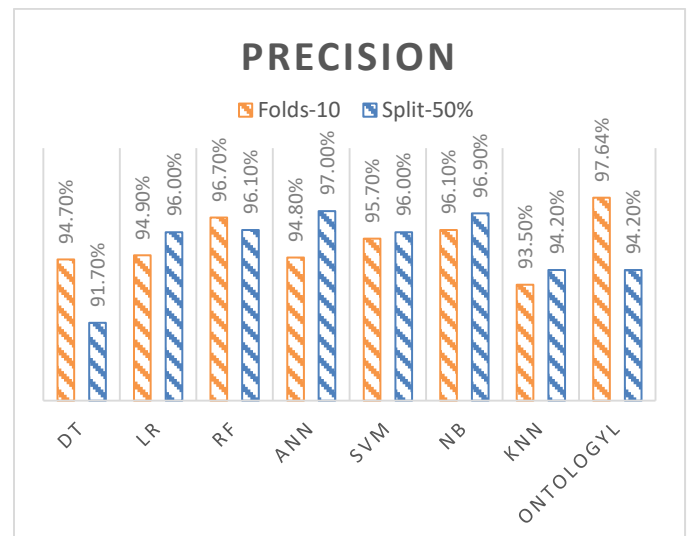 PRECISION
Folds-10 Split-50%
94.70%
91.70%
94.90%
96.00%
96.70%
96.10%
94.80%
97.00%
95.70%
96.00%
96.10%
96.90%
93.50%
94.20%
97.64%
94.20%
DT
LR
RF
ANN
SVM
NB
KNN
ONTOLOGYL